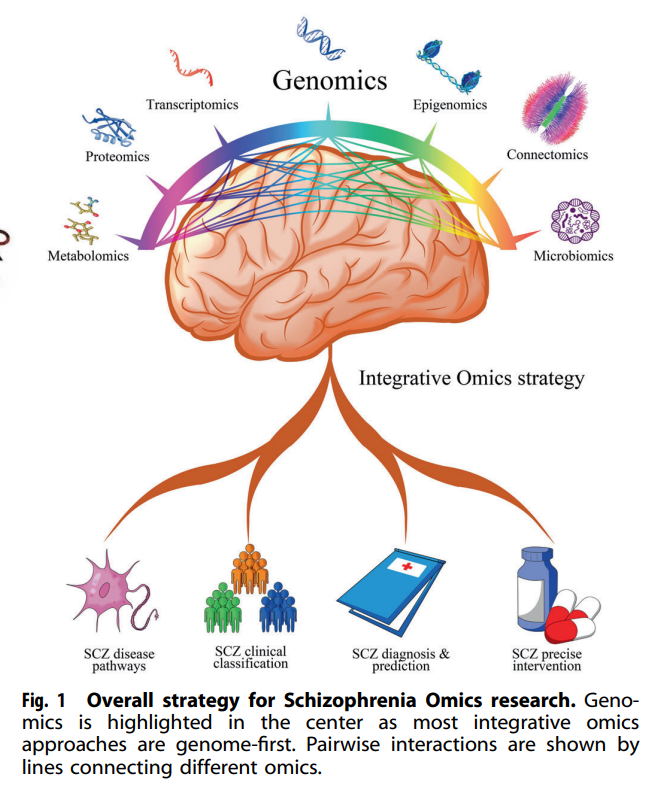 Genomics
Transcriptomics
Epigenomics
Proteomics
Connectomics
Metabolomics
Microbiomics
Integrative Omics strategy
SCZ disease
pathways
SCZ clinical
classification
SCZ diagnosis &
prediction
SCZ precise
intervention
Fig. 1 Overall strategy for Schizophrenia Omics research. Geno-
mics is highlighted in the center as most integrative omics
approaches are genome-first. Pairwise interactions are shown by
lines connecting different omics.